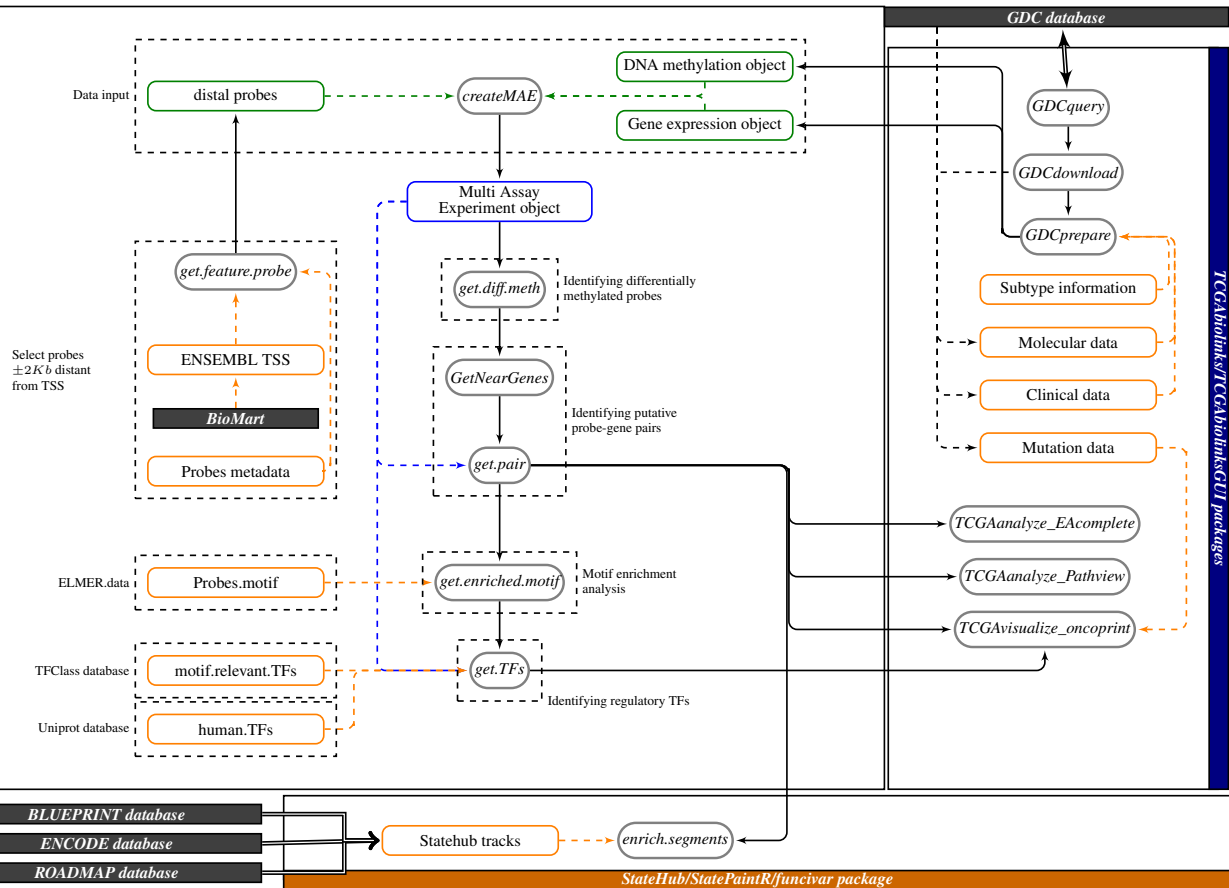 GDC database
DNA methylation object
Data input
distal probes
createMAE
GDCquery
Gene expression object
GDCdownload
Multi Assay
Experiment object
GDCprepare
get.feature.probe
Identifying differentially
methylated probes
get.diff.meth
Subtype information
Select probes
±2Kb distant
from TSS
ENSEMBL TSS
Molecular data
GetNearGenes
Clinical data
BioMart
Identifying putative
probe-gene pairs
Mutation data
Probes metadata
get.pair
TCGAbiolinks/TCGAbiolinksGUI packages
TCGAanalyze_EAcomplete
ELMER.data
Probes.motif
get.enriched.motif
Motif enrichment
analysis
TCGAanalyze_Pathview
TCGAvisualize_oncoprint
TFClass database
motif.relevant.TFs
get.TFs
Identifying regulatory TFs
Uniprot database
human.TFs
BLUEPRINT database
ENCODE database
Statehub tracks
enrich.segments
ROADMAP database
StateHub/StatePaintR/funcivar package